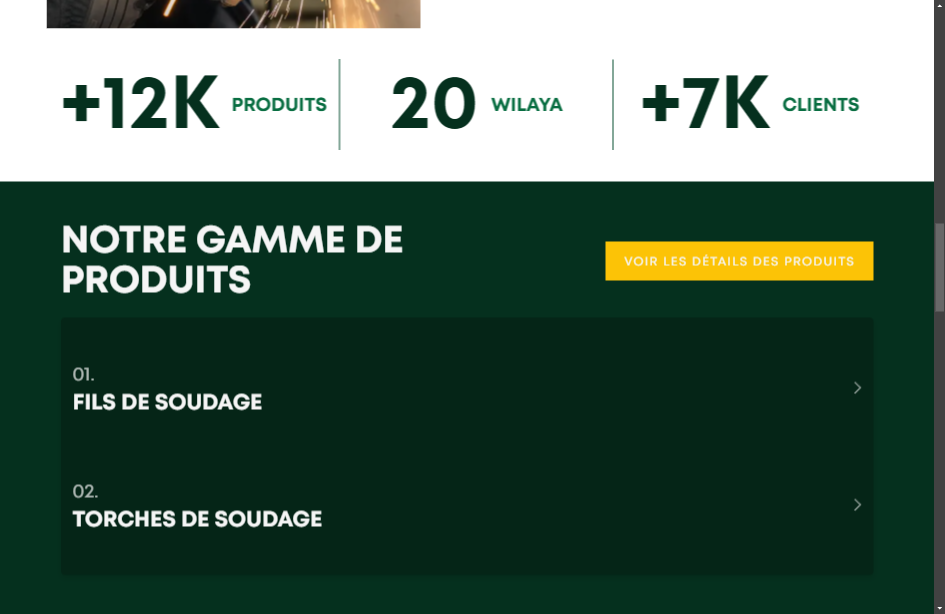 +12K PRODUITS
20 WILAYA
+7K CLIENTS
NOTRE GAMME DE
PRODUITS
VOIR LES DÉTAILS DES PRODUITS
01.
FILS DE SOUDAGE
02.
TORCHES DE SOUDAGE